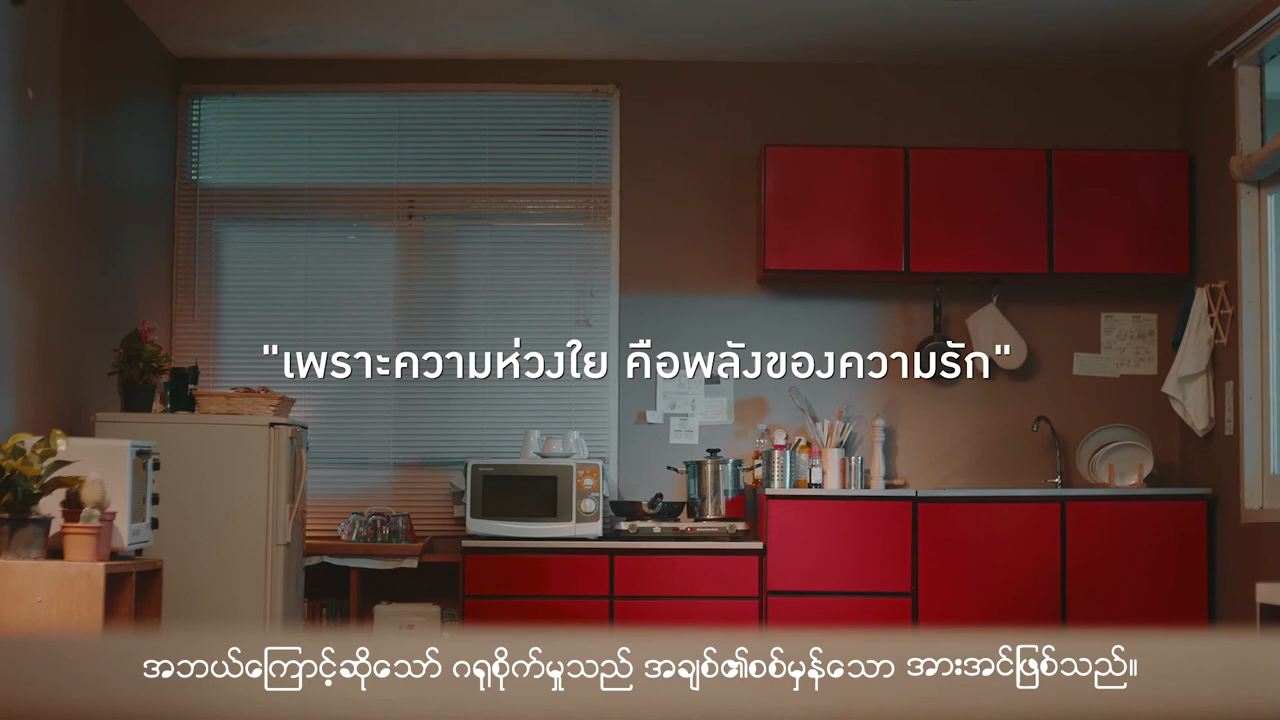 "เพราะความห่วงใย คือพลังของความรัก"
အဘယ်ကြောင့်ဆိုသော် ဂရုစိုက်မှုသည် အချစ်၏စစ်မှန်သော အားအင်ဖြစ်သည်။